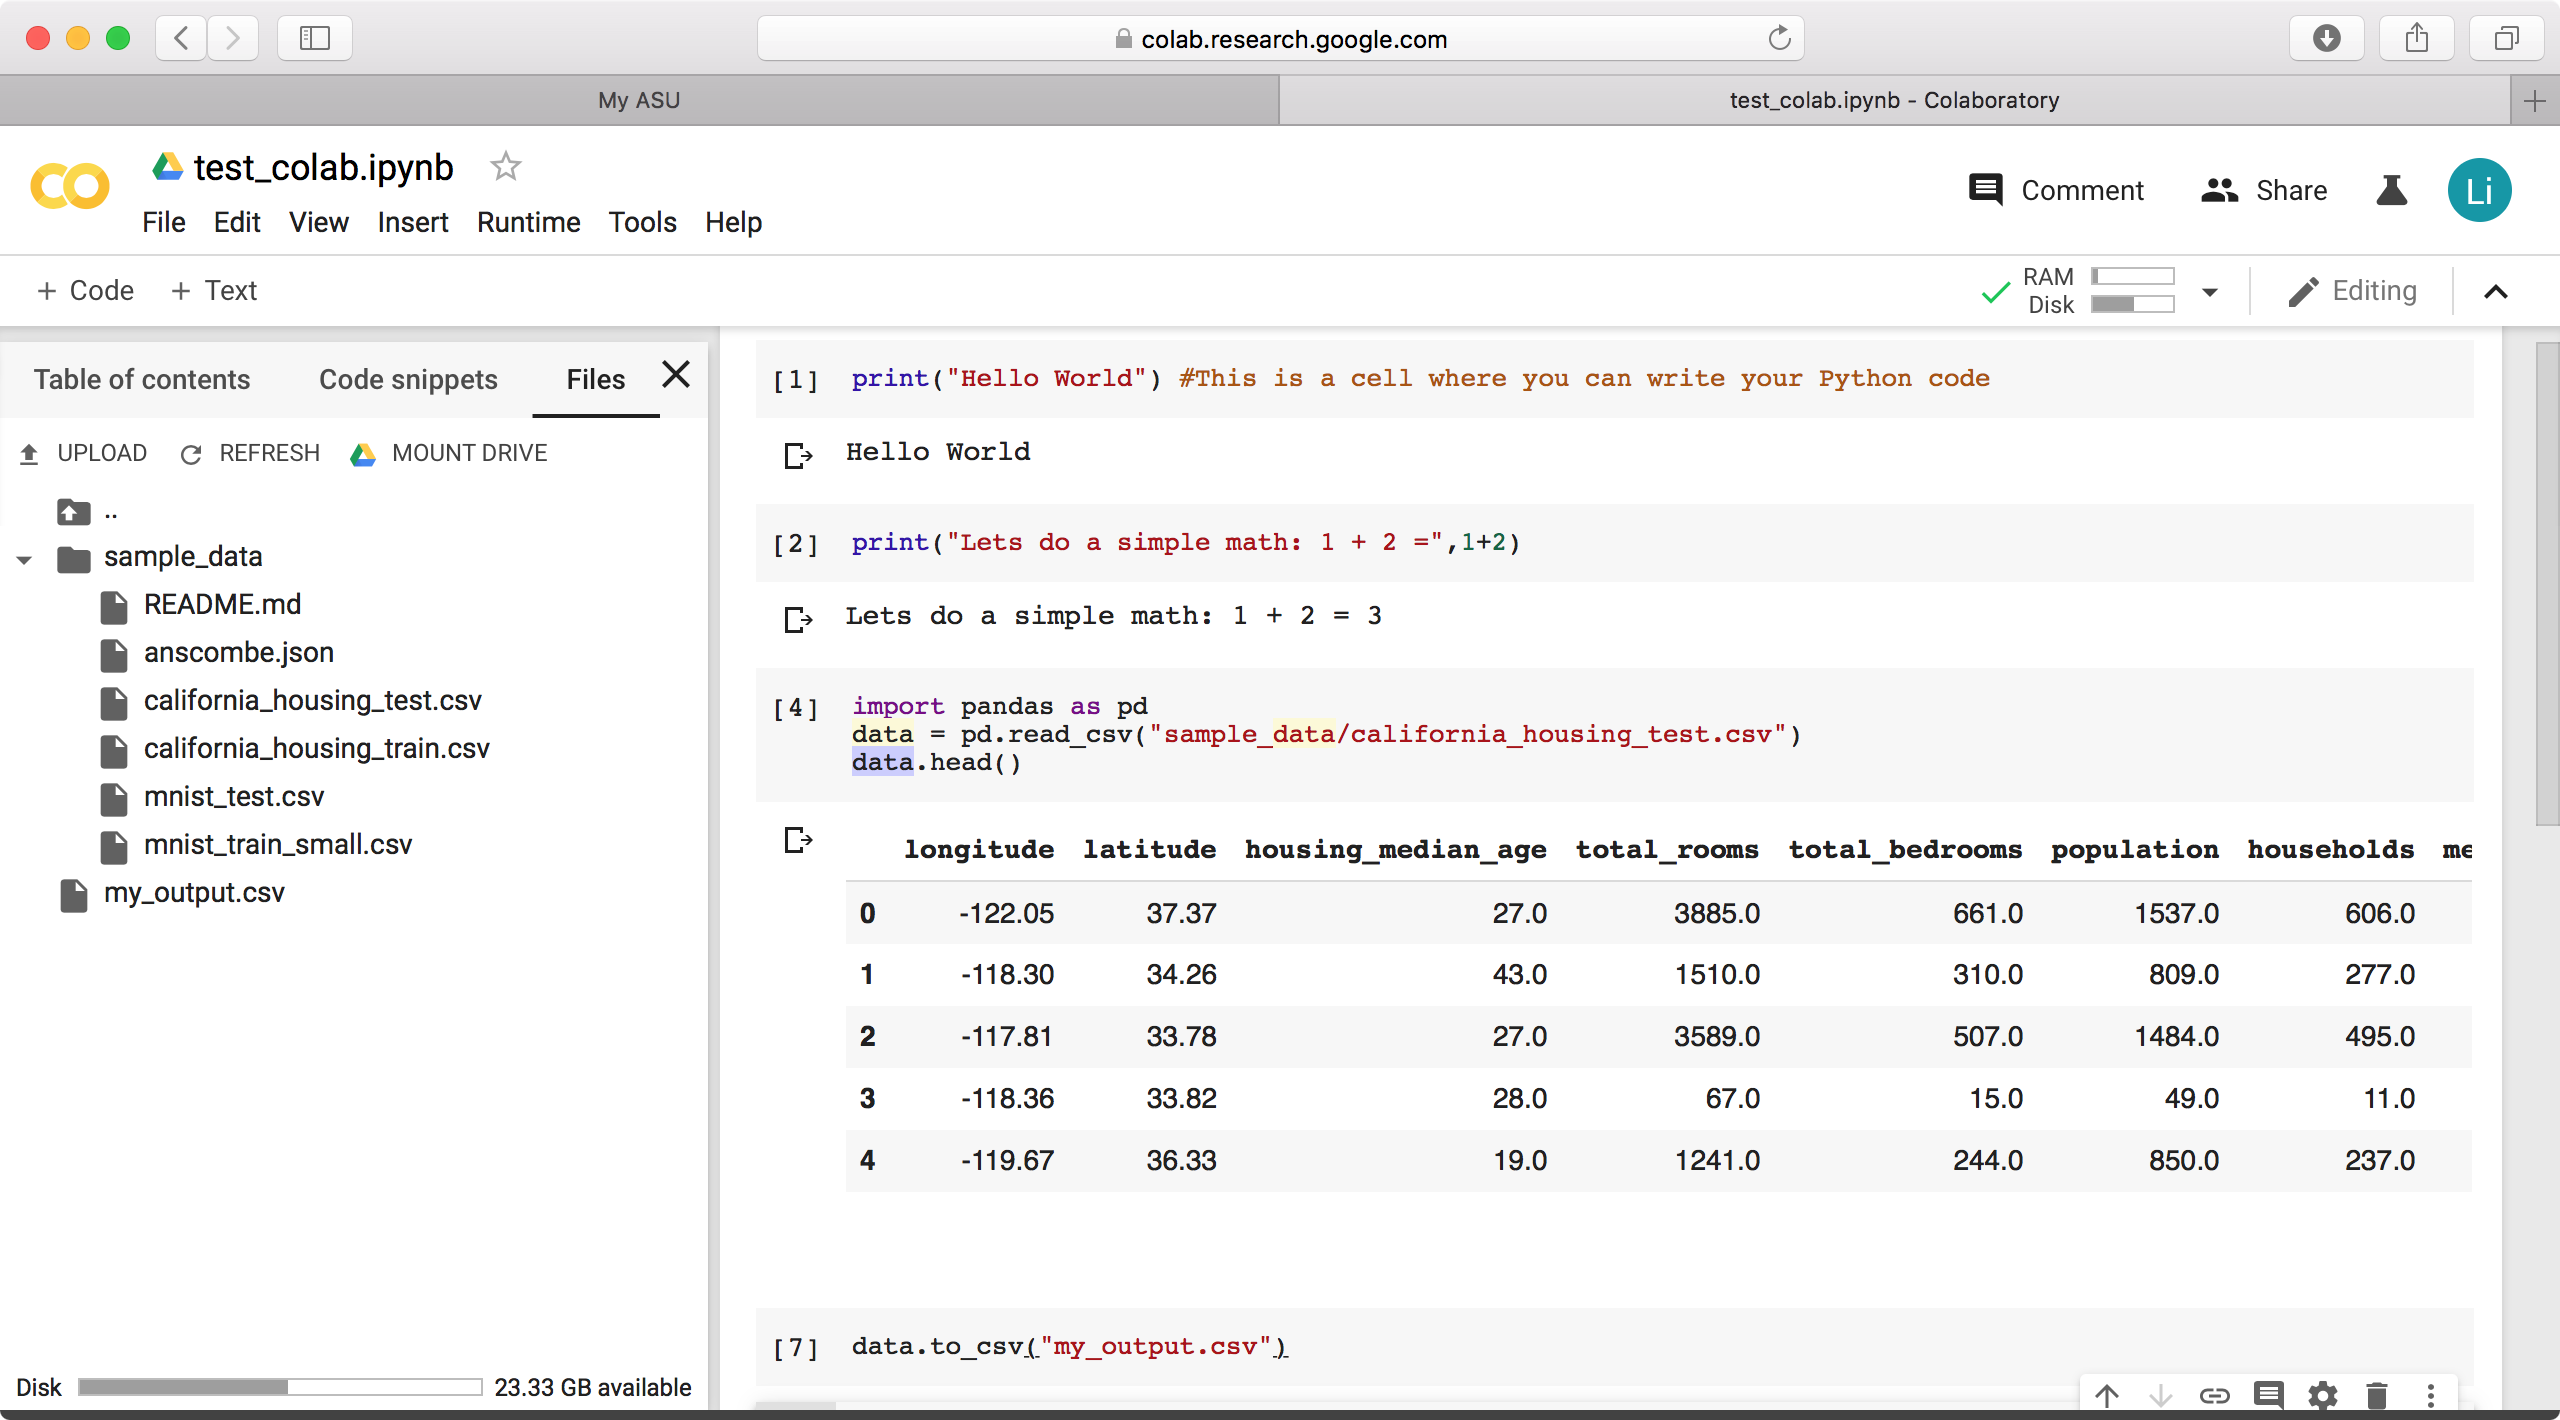 colab.research.google.com
My ASU
test_colab.ipynb - Colaboratory
test_colab.ipynb
File Edit View Insert Runtime Tools Help
Comment
Share
Li
+ Code + Text
RAM
Disk
Editing
Table of contents Code snippets Files
UPLOAD REFRESH MOUNT DRIVE
..
sample_data
README.md
anscombe.json
california_housing_test.csv
california_housing_train.csv
mnist_test.csv
mnist_train_small.csv
my_output.csv
Disk 23.33 GB available
[1] print("Hello World") #This is a cell where you can write your Python code
Hello World
[2] print("Lets do a simple math: 1 + 2 =",1+2)
Lets do a simple math: 1 + 2 = 3
[4] import pandas as pd
data = pd.read_csv("sample_data/california_housing_test.csv")
data.head()
longitude latitude housing_median_age total_rooms total_bedrooms population households me
0 -122.05 37.37 27.0 3885.0 661.0 1537.0 606.0
1 -118.30 34.26 43.0 1510.0 310.0 809.0 277.0
2 -117.81 33.78 27.0 3589.0 507.0 1484.0 495.0
3 -118.36 33.82 28.0 67.0 15.0 49.0 11.0
4 -119.67 36.33 19.0 1241.0 244.0 850.0 237.0
[7] data.to_csv("my_output.csv")